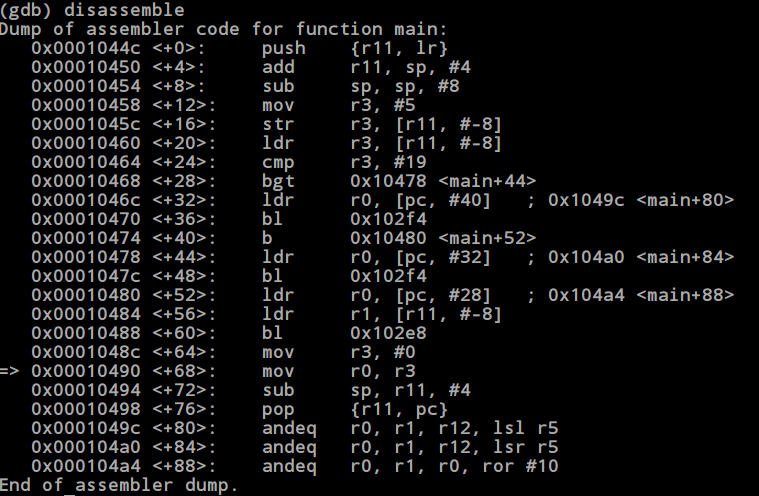 (gdb) disassemble
Dump of assembler code for function main:
   0x0001044c <+0>:     push    {r11, lr}
   0x00010450 <+4>:     add     r11, sp, #4
   0x00010454 <+8>:     sub     sp, sp, #8
   0x00010458 <+12>:    mov     r3, #5
   0x0001045c <+16>:    str     r3, [r11, #-8]
   0x00010460 <+20>:    ldr     r3, [r11, #-8]
   0x00010464 <+24>:    cmp     r3, #19
   0x00010468 <+28>:    bgt     0x10478 <main+44>
   0x0001046c <+32>:    ldr     r0, [pc, #40]   ; 0x1049c <main+80>
   0x00010470 <+36>:    bl      0x102f4
   0x00010474 <+40>:    b       0x10480 <main+52>
   0x00010478 <+44>:    ldr     r0, [pc, #32]   ; 0x104a0 <main+84>
   0x0001047c <+48>:    bl      0x102f4
   0x00010480 <+52>:    ldr     r0, [pc, #28]   ; 0x104a4 <main+88>
   0x00010484 <+56>:    ldr     r1, [r11, #-8]
   0x00010488 <+60>:    bl      0x102e8
   0x0001048c <+64>:    mov     r3, #0
=> 0x00010490 <+68>:    mov     r0, r3
   0x00010494 <+72>:    sub     sp, r11, #4
   0x00010498 <+76>:    pop     {r11, pc}
   0x0001049c <+80>:    andeq   r0, r1, r12, lsl r5
   0x000104a0 <+84>:    andeq   r0, r1, r12, lsr r5
   0x000104a4 <+88>:    andeq   r0, r1, r0, ror #10
End of assembler dump.